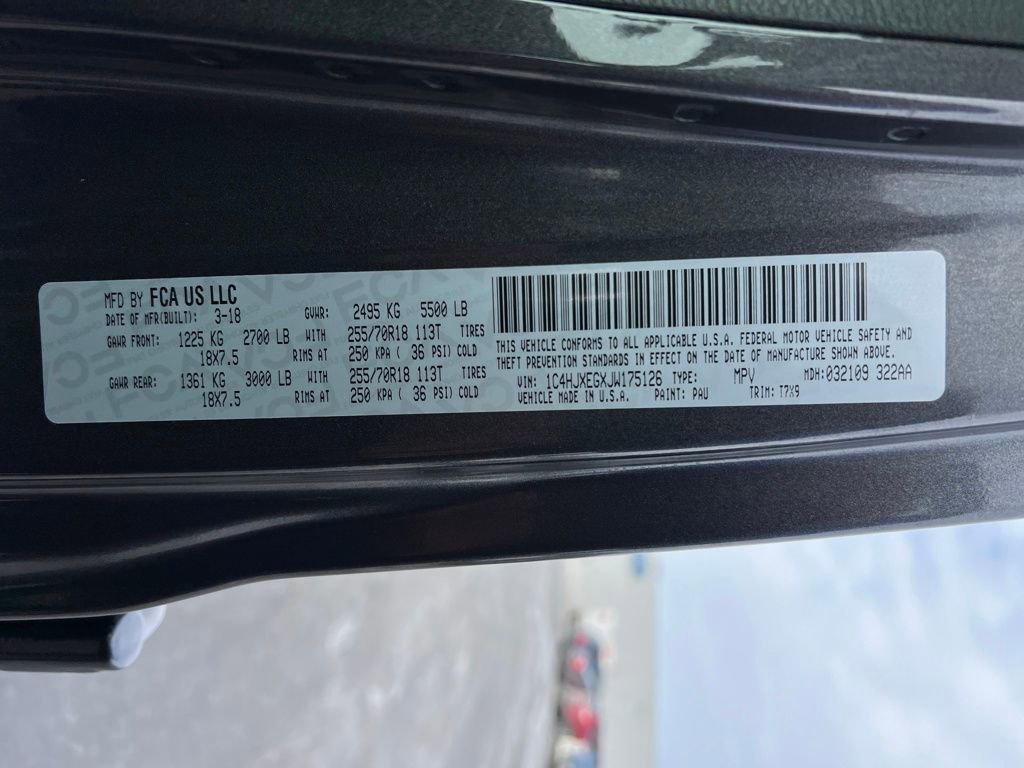 MFD BY FCA US LLC
DATE OF MFR(BUILT): 3-18 GVWR: 2495 KG 5500 LB
GAWR FRONT: 1225 KG 2700 LB WITH 255/70R18 113T TIRES
18X7.5 RIMS AT 250 KPA ( 36 PSI) COLD
GAWR REAR: 1361 KG 3000 LB WITH 255/70R18 113T TIRES
18X7.5 RIMS AT 250 KPA ( 36 PSI) COLD
THIS VEHICLE CONFORMS TO ALL APPLICABLE U.S.A. FEDERAL MOTOR VEHICLE SAFETY AND
THEFT PREVENTION STANDARDS IN EFFECT ON THE DATE OF MANUFACTURE SHOWN ABOVE.
VIN: 1C4HJXEGXJW175126 TYPE: MPV MDH: 032109 322AA
VEHICLE MADE IN U.S.A. PAINT: PAU TRIM: T7X9